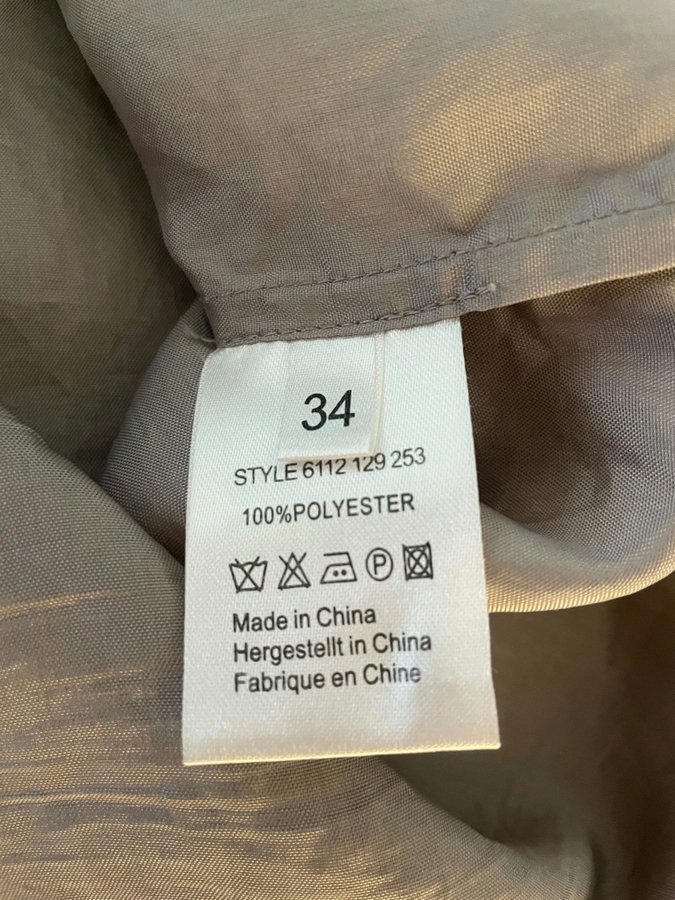 34
STYLE 6112 129 253
100%POLYESTER
P
Made in China
Hergestellt in China
Fabrique en Chine